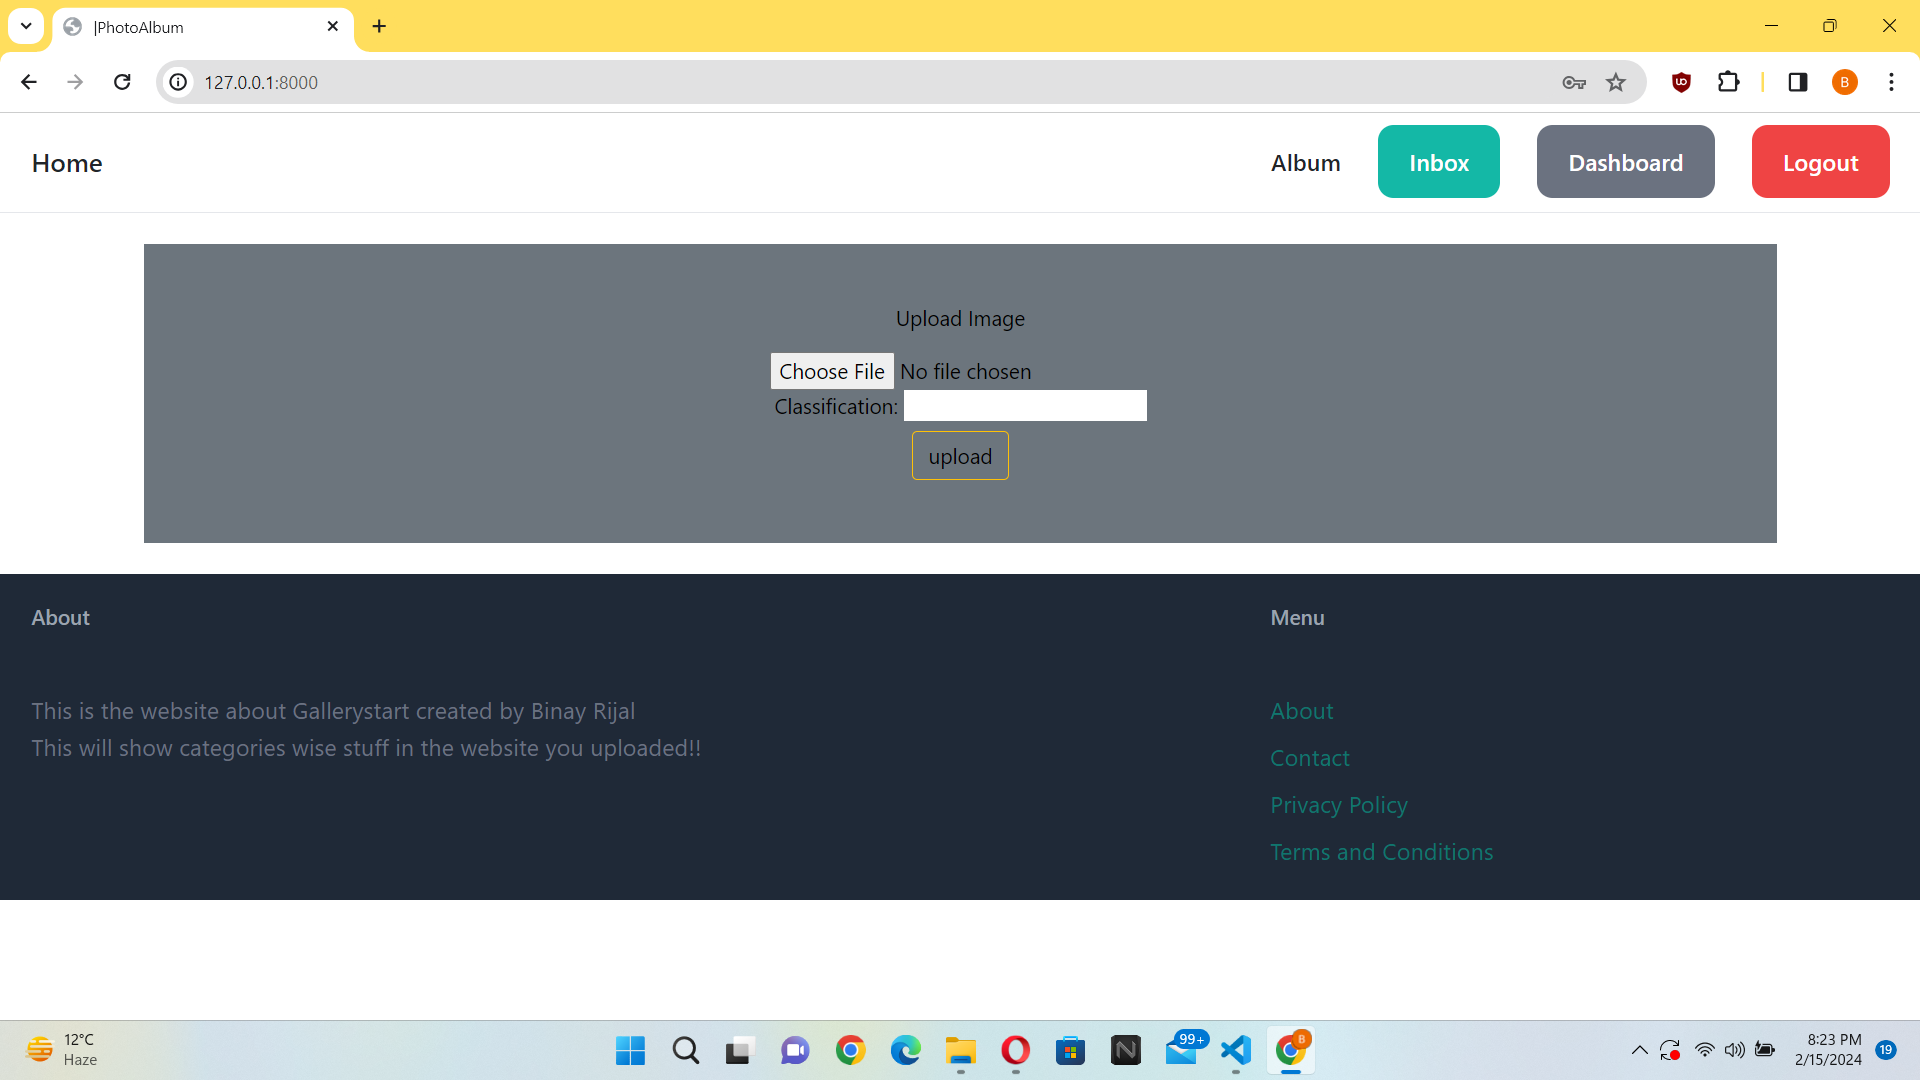 |PhotoAlbum
127.0.0.1:8000
B
Home
Album
Inbox
Dashboard
Logout
Upload Image
Choose File No file chosen
Classification:
upload
About
Menu
This is the website about Gallerystart created by Binay Rijal
This will show categories wise stuff in the website you uploaded!!
About
Contact
Privacy Policy
Terms and Conditions
12°C
Haze
99+
B
8:23 PM
2/15/2024
19